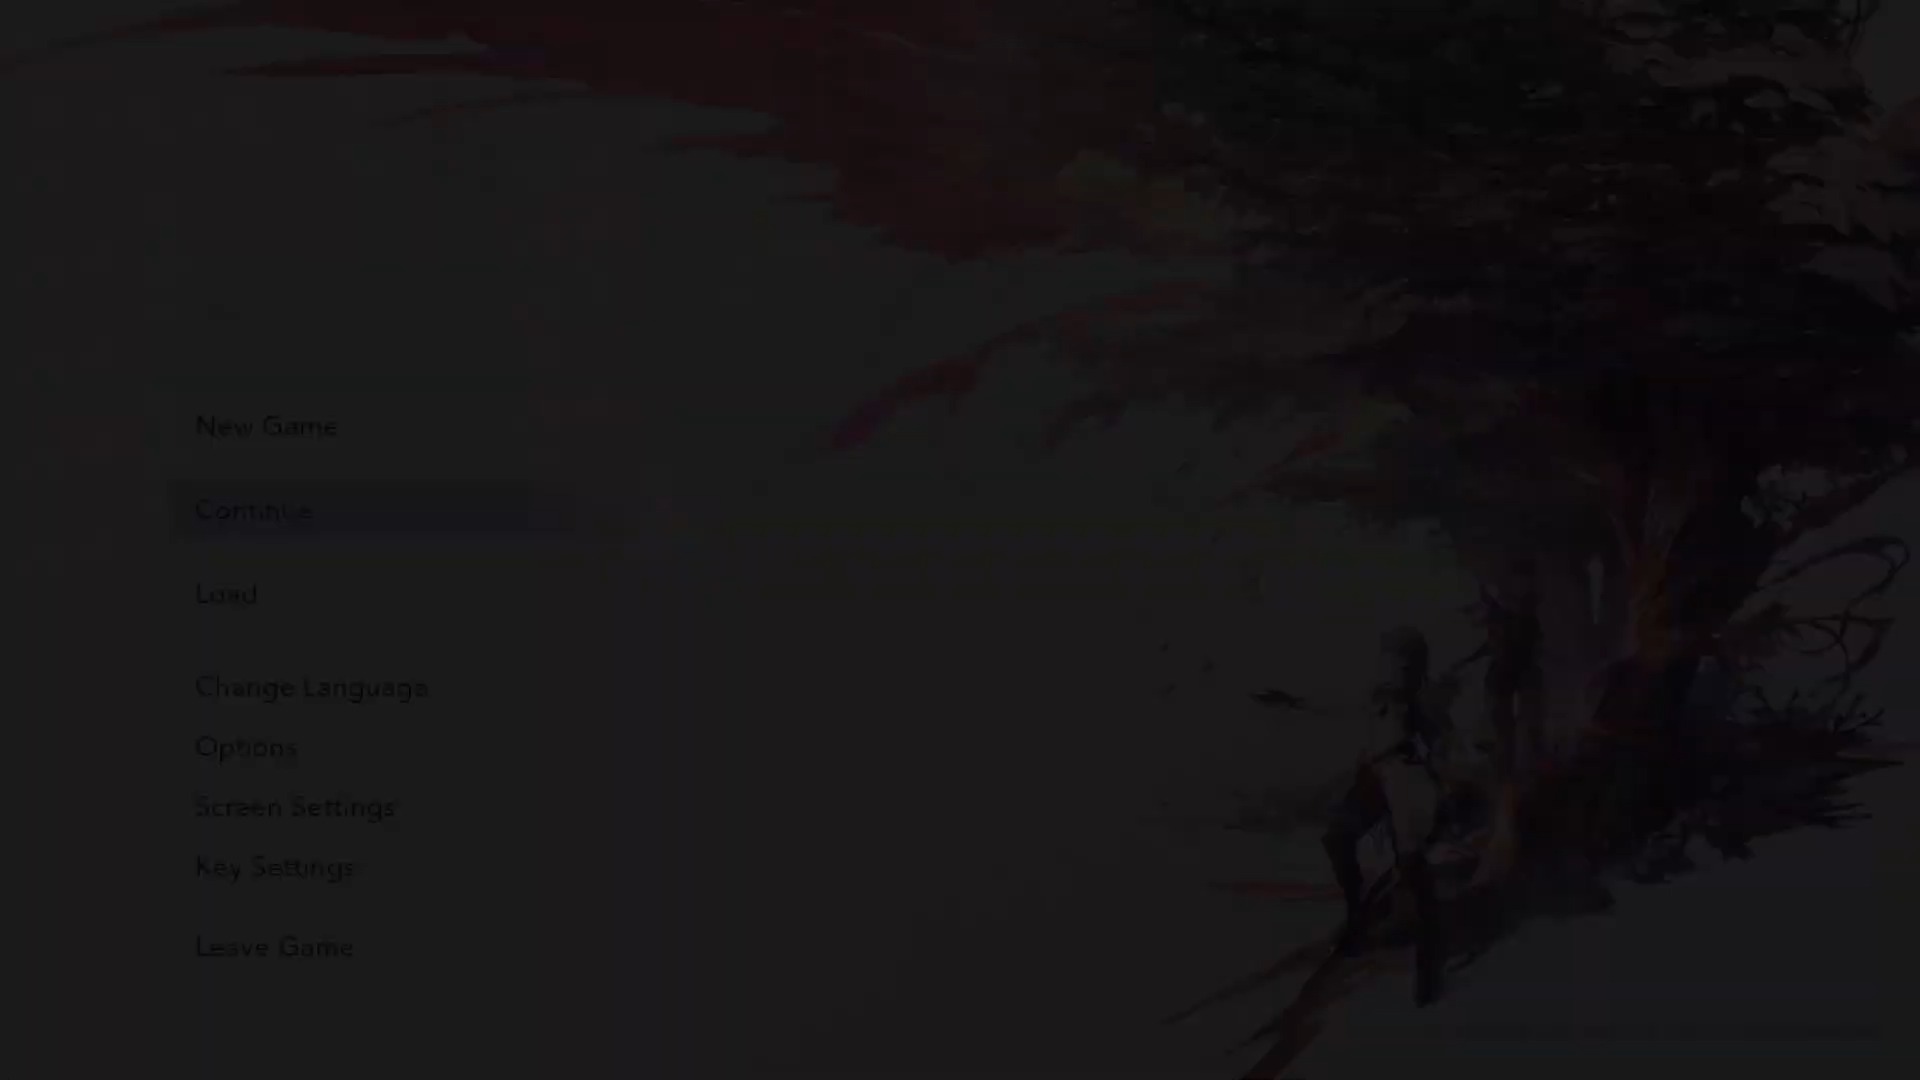 New Game
Continue
Load
Change Language
Options
Screen Settings
Key Settings
Leave Game